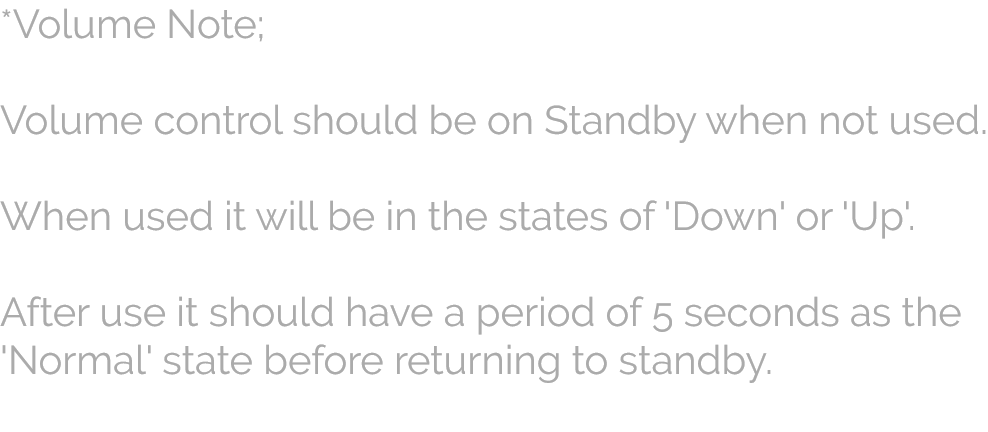 *Volume Note;
Volume control should be on Standby when not used.
When used it will be in the states of 'Down' or 'Up'.
After use it should have a period of 5 seconds as the
'Normal' state before returning to standby.